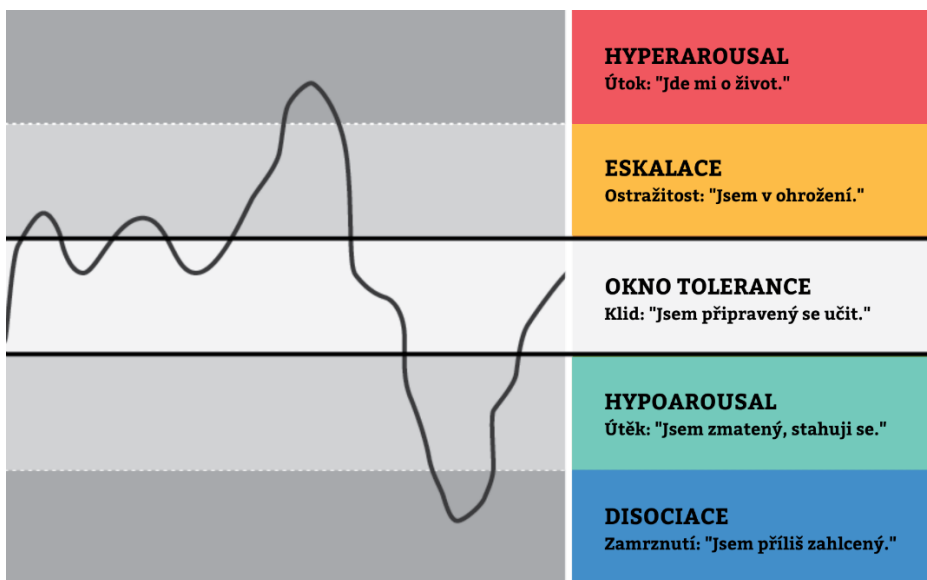 HYPERAROUSAL
Útok: "Jde mi o život."
ESKALACE
Ostražitost: "Jsem v ohrožení."
OKNO TOLERANCE
Klid: "Jsem připravený se učit."
HYPOAROUSAL
Útěk: "Jsem zmatený, stahuji se."
DISOCIACE
Zamrznutí: "Jsem příliš zahlcený."